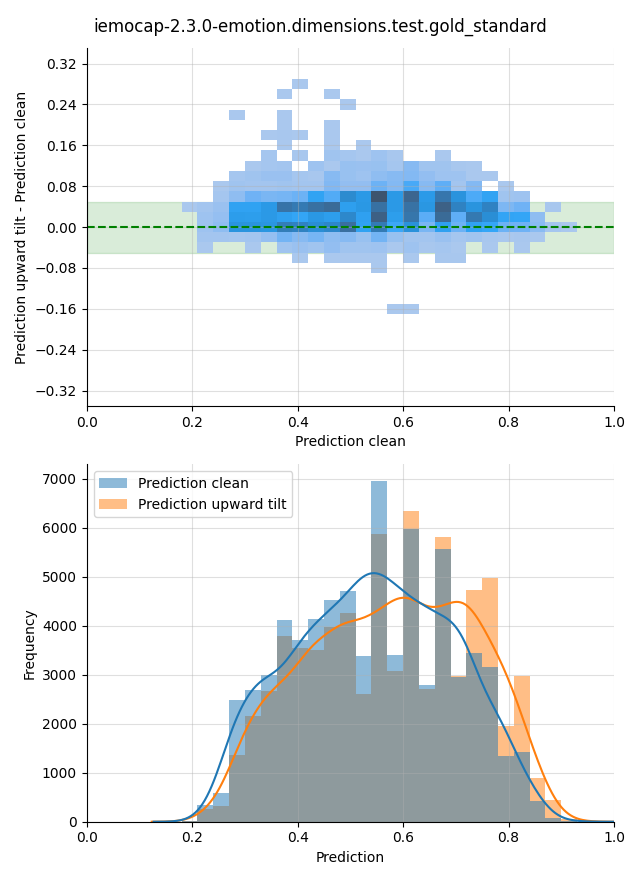 iemocap-2.3.0-emotion.dimensions.test.gold_standard
Prediction upward tilt - Prediction clean
0.32
0.24
0.16
0.08
0.00
−0.08
−0.16
−0.24
−0.32
0.0 0.2 0.4 0.6 0.8 1.0
Prediction clean
Prediction clean
Prediction upward tilt
Frequency
7000
6000
5000
4000
3000
2000
1000
0
0.0 0.2 0.4 0.6 0.8 1.0
Prediction